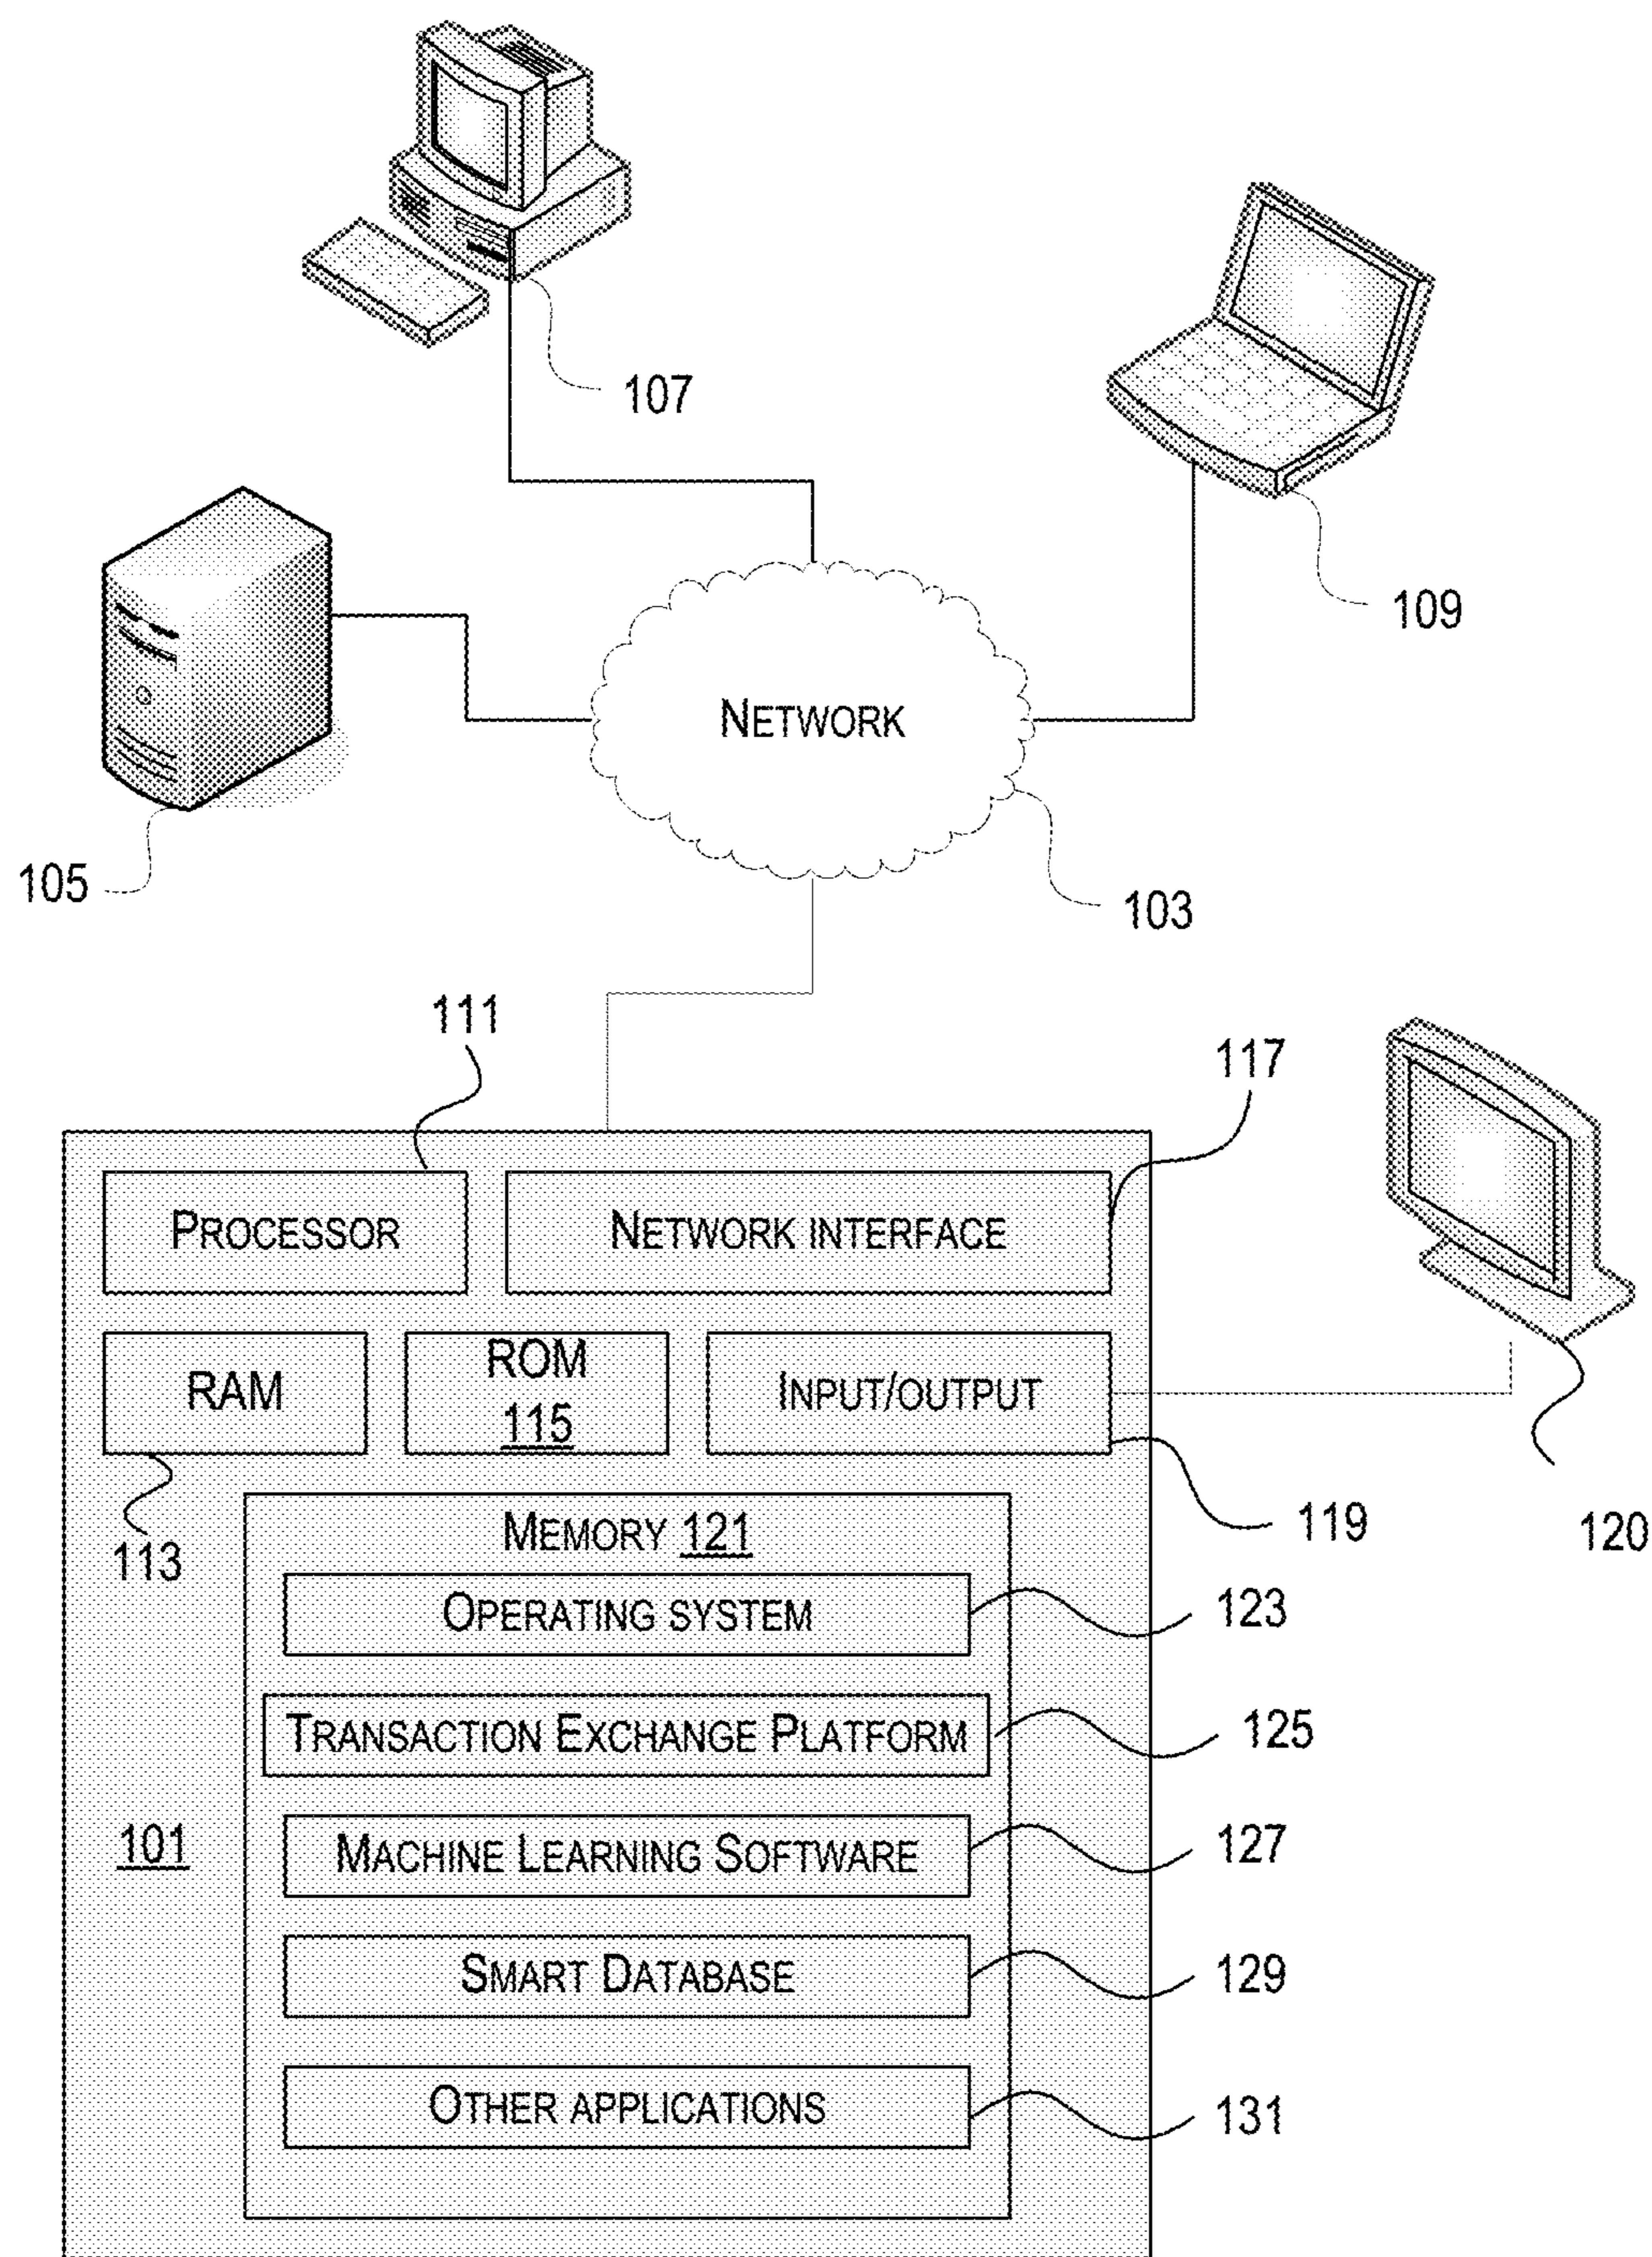 107
109
NETWORK
105
103
111
117
PROCESSOR
NETWORK INTERFACE
RAM
ROM
115
INPUT/OUTPUT
113
119
120
MEMORY 121
OPERATING SYSTEM
123
TRANSACTION EXCHANGE PLATFORM
125
101
MACHINE LEARNING SOFTWARE
127
SMART DATABASE
129
OTHER APPLICATIONS
131